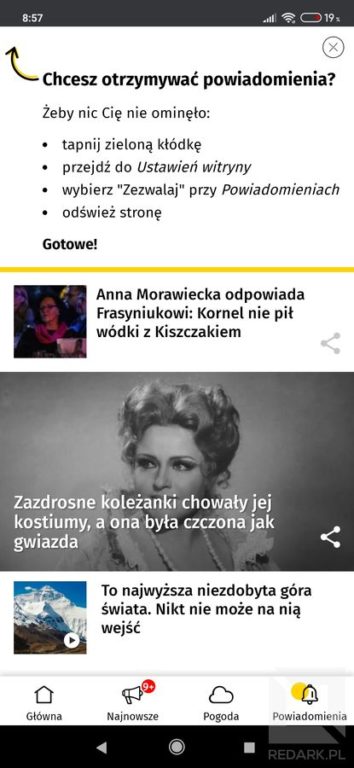 8:57
19%
Chcesz otrzymywać powiadomienia?
Żeby nic Cię nie ominęło:
• tapnij zieloną kłódkę
• przejdź do Ustawień witryny
• wybierz "Zezwalaj" przy Powiadomieniach
• odśwież stronę
Gotowe!
Anna Morawiecka odpowiada
Frasyniukowi: Kornel nie pił
wódki z Kiszczakiem
Zazdrosne koleżanki chowały jej
kostiumy, a ona była czczona jak
gwiazda
To najwyższa niezdobyta góra
świata. Nikt nie może na nią
wejść
9+
Główna
Najnowsze
Pogoda
Powiadomienia
REDARK.PL